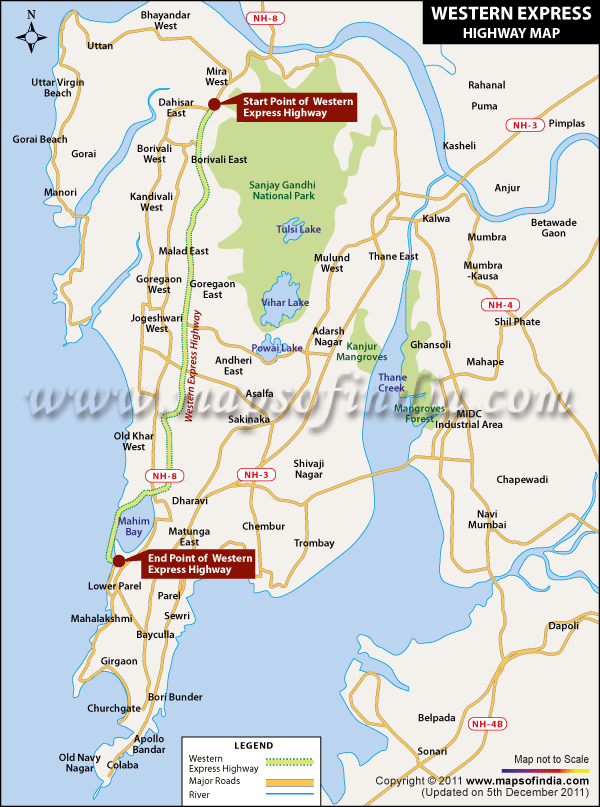 WESTERN EXPRESS
HIGHWAY MAP
N
Bhayandar
West
NH-8
Uttan
Mira
West
Uttar Virgin
Beach
Dahisar
East
Start Point of Western
Express Highway
Rahanal
Puma
NH-3
Pimplas
Gorai Beach
Gorai
Borivali
West
Borivali East
Kasheli
Manori
Kandivali
West
Sanjay Gandhi
National Park
Anjur
Tulsi Lake
Kalwa
Betawade
Gaon
Mumbra
Malad East
Mulund
West
Thane East
Mumbra
-Kausa
Goregaon
West
Goregaon
East
Vihar Lake
NH-4
Jogeshwari
West
Western Express Highway
Adarsh
Nagar
Shil Phate
Powai Lake
Kanjur
Mangroves
Ghansoli
Andheri
East
Mahape
Thane
Creek
Asalfa
www.mapsofindia.com
Mangroves
Forest
MIDC
Industrial Area
Sakinaka
Old Khar
West
NH-8
NH-3
Shivaji
Nagar
Chapewadi
Dharavi
Mahim
Bay
Matunga
East
Chembur
Trombay
Navi
Mumbai
End Point of Western
Express Highway
Lower Parel
Parel
Mahalakshmi
Sewri
Bayculla
Dapoli
Girgaon
Bori Bunder
Churchgate
Belpada
NH-4B
Apollo
Bandar
Sonari
Old Navy
Nagar
Colaba
LEGEND
Western
Express Highway
Major Roads
River
Map not to Scale
Copyright © 2011 www.mapsofindia.com
(Updated on 5th December 2011)